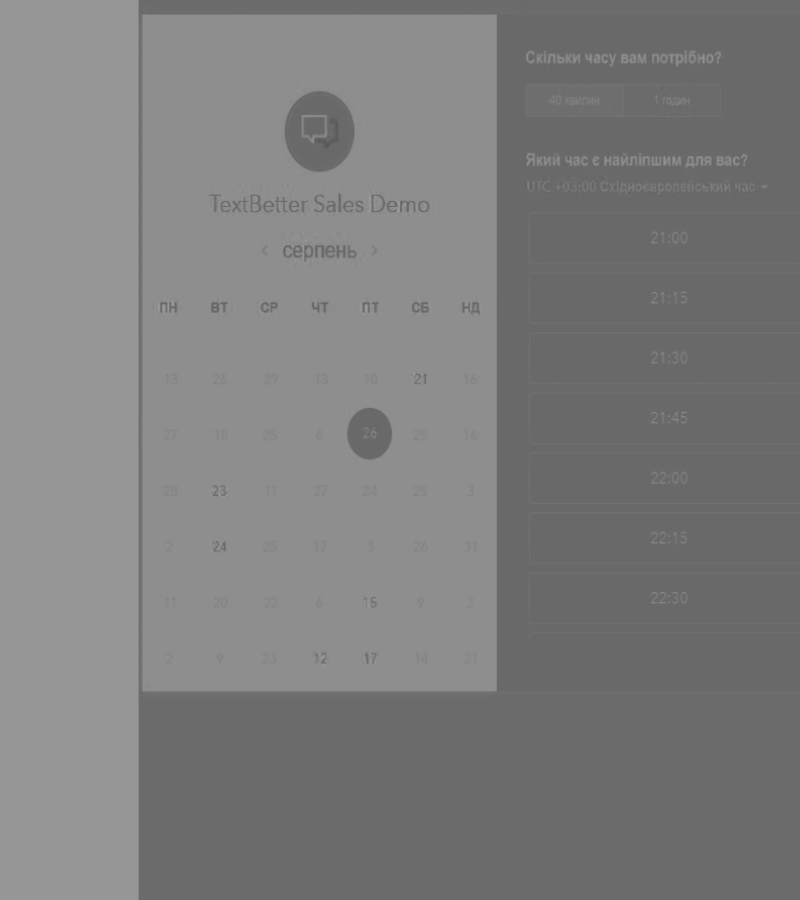 TextBetter Sales Demo
‹ серпень ›
ПН ВТ СР ЧТ ПТ СБ НД
13 26 29 13 10 21 16
27 15 25 6 26 25 16
28 23 11 27 24 25 3
2 24 25 17 3 26 31
11 20 22 6 15 9 2
2 9 23 12 17 14 21
Скільки часу вам потрібно?
40 хвилин 1 годин
Який час є найліпшим для вас?
UTC +03:00 Східноєвропейський час
21:00
21:15
21:30
21:45
22:00
22:15
22:30